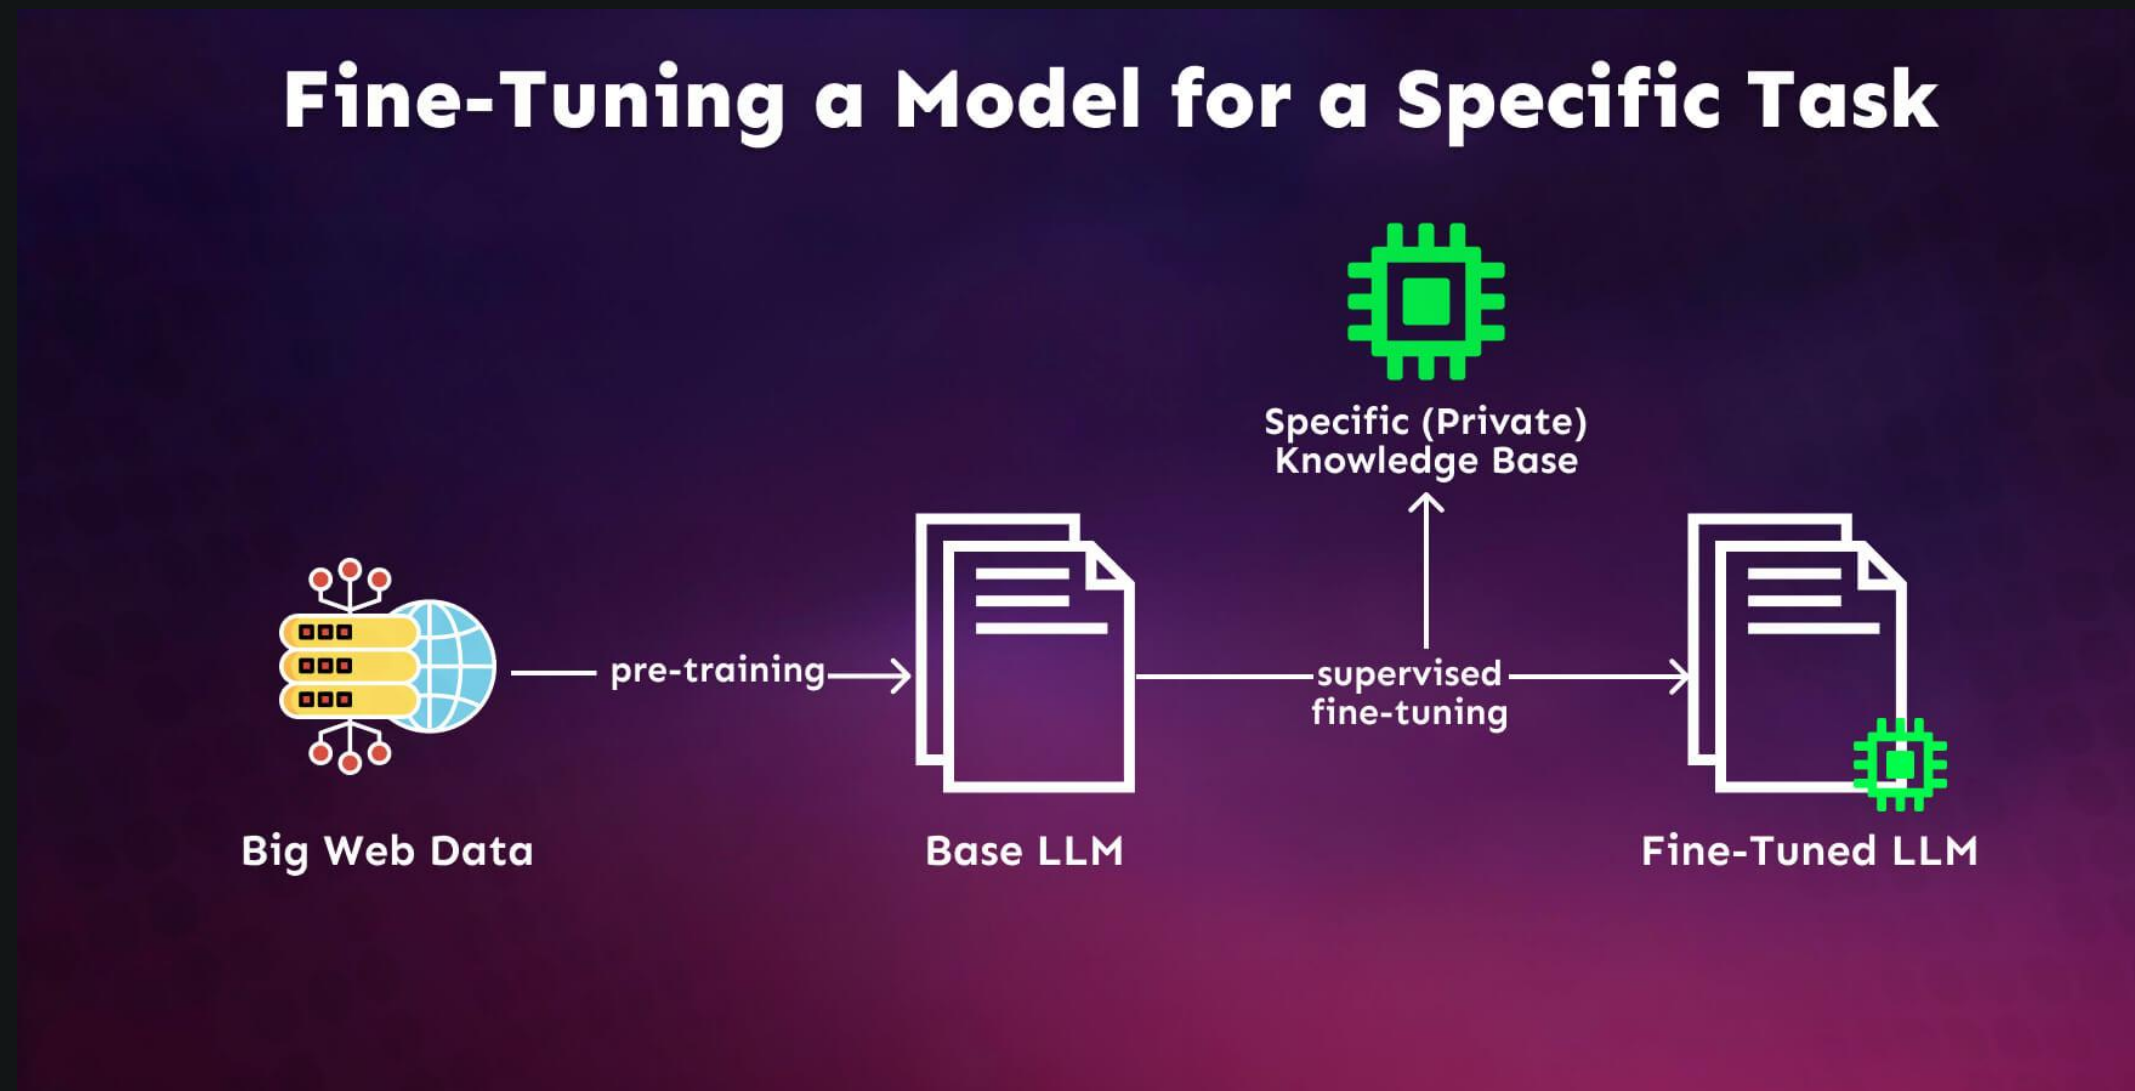 Fine-Tuning a Model for a Specific Task
Specific (Private)
Knowledge Base
pre-training
supervised
fine-tuning
Big Web Data
Base LLM
Fine-Tuned LLM